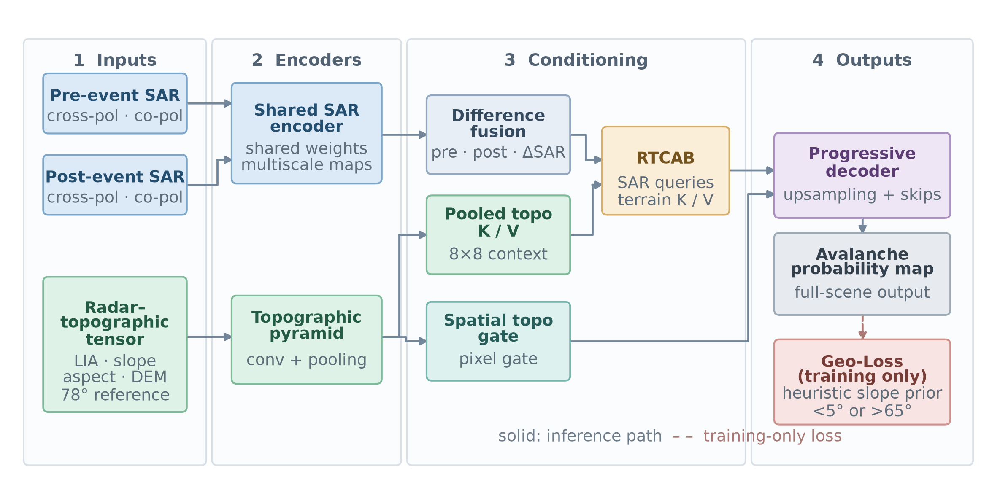 1 Inputs
Pre-event SAR
cross-pol · co-pol
Post-event SAR
cross-pol · co-pol
Radar–
topographic
tensor
LIA · slope
aspect · DEM
78° reference
2 Encoders
Shared SAR
encoder
shared weights
multiscale maps
Topographic
pyramid
conv + pooling
3 Conditioning
Difference
fusion
pre · post · ΔSAR
Pooled topo
K / V
8×8 context
Spatial topo
gate
pixel gate
RTCAB
SAR queries
terrain K / V
4 Outputs
Progressive
decoder
upsampling + skips
Avalanche
probability map
full-scene output
Geo-Loss
(training only)
heuristic slope prior
<5° or >65°
solid: inference path – – training-only loss